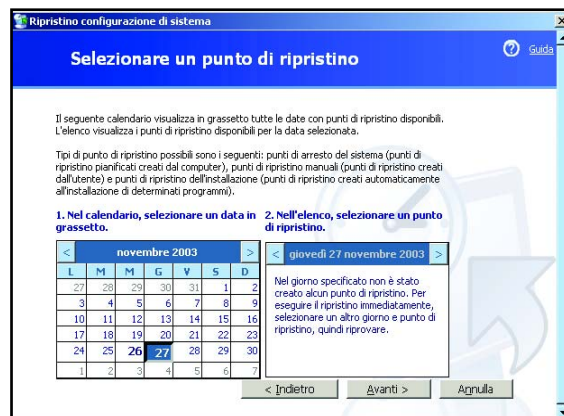 Ripristino configurazione di sistema
Selezionare un punto di ripristino
Guida
Il seguente calendario visualizza in grassetto tutte le date con punti di ripristino disponibili.
L'elenco visualizza i punti di ripristino disponibili per la data selezionata.
Tipi di punto di ripristino possibili sono i seguenti: punti di arresto del sistema (punti di
ripristino pianificati creati dal computer), punti di ripristino manuali (punti di ripristino creati
dall'utente) e punti di ripristino dell'installazione (punti di ripristino creati automaticamente
all'installazione di determinati programmi).
1. Nel calendario, selezionare un data in
grassetto.
< novembre 2003 >
L M M G V S D
27 28 29 30 31 1 2
3 4 5 6 7 8 9
10 11 12 13 14 15 16
17 18 19 20 21 22 23
24 25 26 27 28 29 30
1 2 3 4 5 6 7
2. Nell'elenco, selezionare un punto
di ripristino.
< giovedì 27 novembre 2003 >
Nel giorno specificato non è stato
creato alcun punto di ripristino. Per
eseguire il ripristino immediatamente,
selezionare un altro giorno e punto di
ripristino, quindi riprovare.
< Indietro Avanti > Annulla